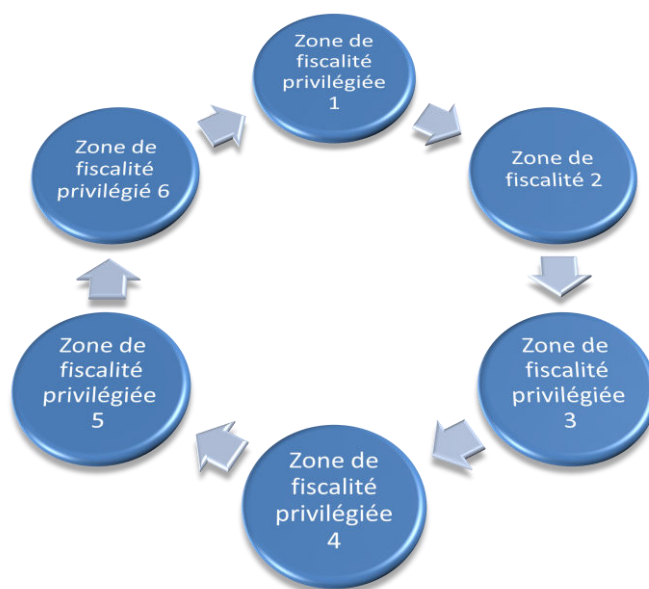 Zone de
fiscalité
privilégiée
1
Zone de
fiscalité 2
Zone de
fiscalité
privilégiée
3
Zone de
fiscalité
privilégiée
4
Zone de
fiscalité
privilégiée
5
Zone de
fiscalité
privilégié 6